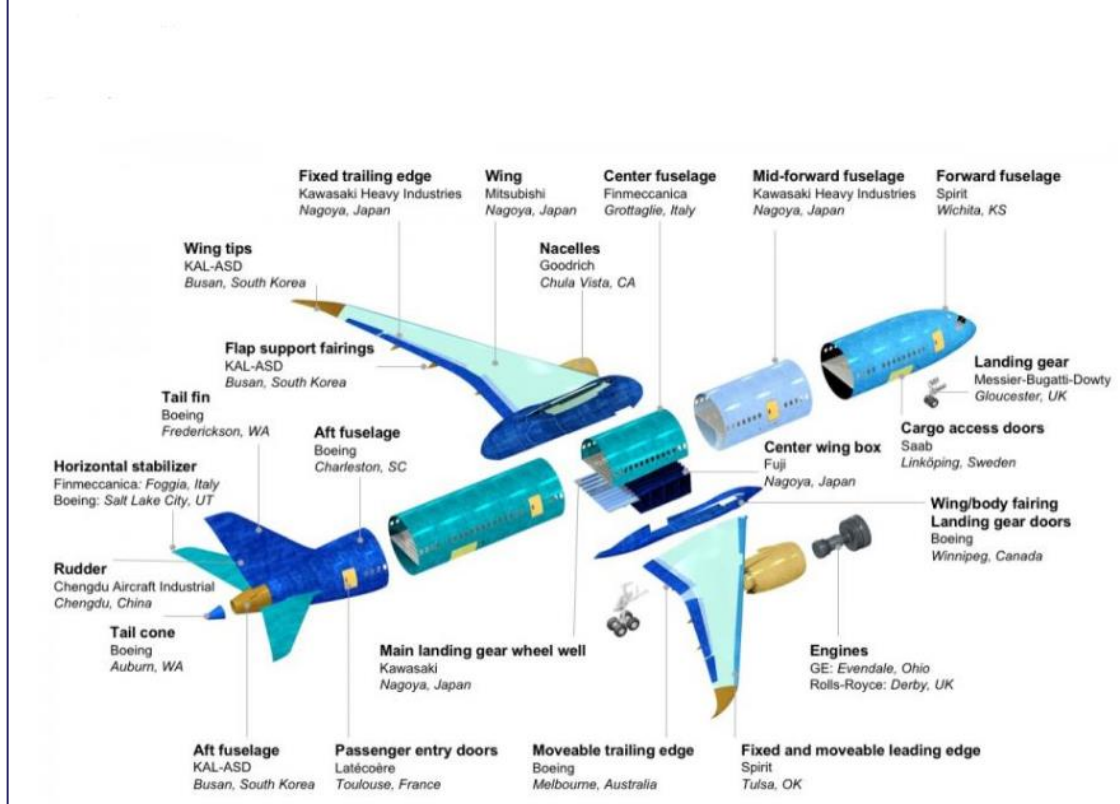 Fixed trailing edge
Kawasaki Heavy Industries
Nagoya, Japan
Wing
Mitsubishi
Nagoya, Japan
Center fuselage
Finmeccanica
Grottaglie, Italy
Mid-forward fuselage
Kawasaki Heavy Industries
Nagoya, Japan
Forward fuselage
Spirit
Wichita, KS
Wing tips
KAL-ASD
Busan, South Korea
Nacelles
Goodrich
Chula Vista, CA
Flap support fairings
KAL-ASD
Busan, South Korea
Landing gear
Messier-Bugatti-Dowty
Gloucester, UK
Tail fin
Boeing
Frederickson, WA
Aft fuselage
Boeing
Charleston, SC
Cargo access doors
Saab
Linköping, Sweden
Center wing box
Fuji
Nagoya, Japan
Horizontal stabilizer
Finmeccanica: Foggia, Italy
Boeing: Salt Lake City, UT
Wing/body fairing
Landing gear doors
Boeing
Winnipeg, Canada
Rudder
Chengdu Aircraft Industrial
Chengdu, China
Tail cone
Boeing
Auburn, WA
Main landing gear wheel well
Kawasaki
Nagoya, Japan
Engines
GE: Evendale, Ohio
Rolls-Royce: Derby, UK
Aft fuselage
KAL-ASD
Busan, South Korea
Passenger entry doors
Latécoère
Toulouse, France
Moveable trailing edge
Boeing
Melbourne, Australia
Fixed and moveable leading edge
Spirit
Tulsa, OK